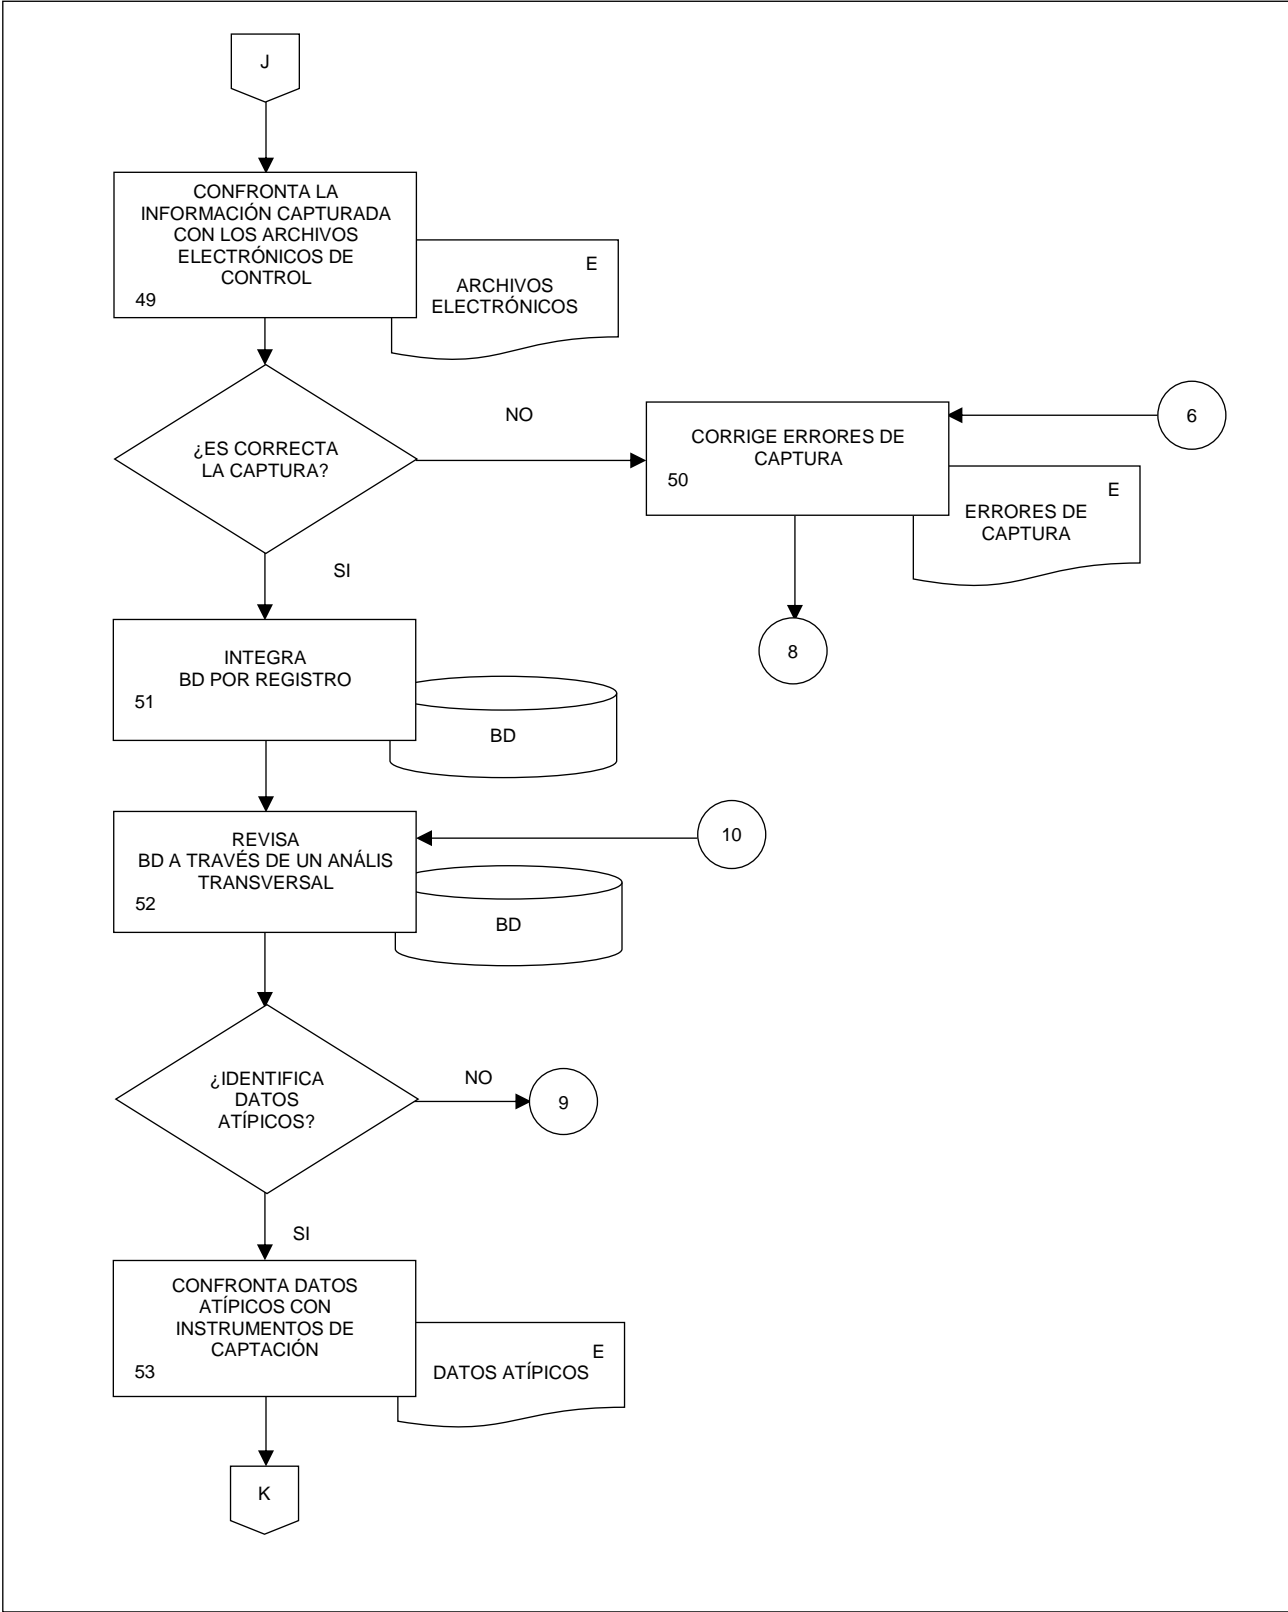 J
CONFRONTA LA
INFORMACIÓN CAPTURADA
CON LOS ARCHIVOS
ELECTRÓNICOS DE
CONTROL
49
E
ARCHIVOS
ELECTRÓNICOS
¿ES CORRECTA
LA CAPTURA?
NO
CORRIGE ERRORES DE
CAPTURA
50
6
E
ERRORES DE
CAPTURA
8
SI
INTEGRA
BD POR REGISTRO
51
BD
REVISA
BD A TRAVÉS DE UN ANÁLIS
TRANSVERSAL
52
10
BD
¿IDENTIFICA
DATOS
ATÍPICOS?
NO
9
SI
CONFRONTA DATOS
ATÍPICOS CON
INSTRUMENTOS DE
CAPTACIÓN
53
E
DATOS ATÍPICOS
K